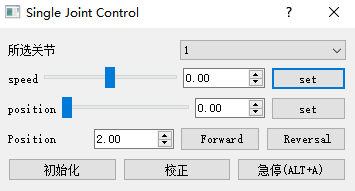 Single Joint Control
所选关节 1
speed 0.00 set
position 0.00 set
Position 2.00 Forward Reversal
初始化 校正 急停(ALT+A)